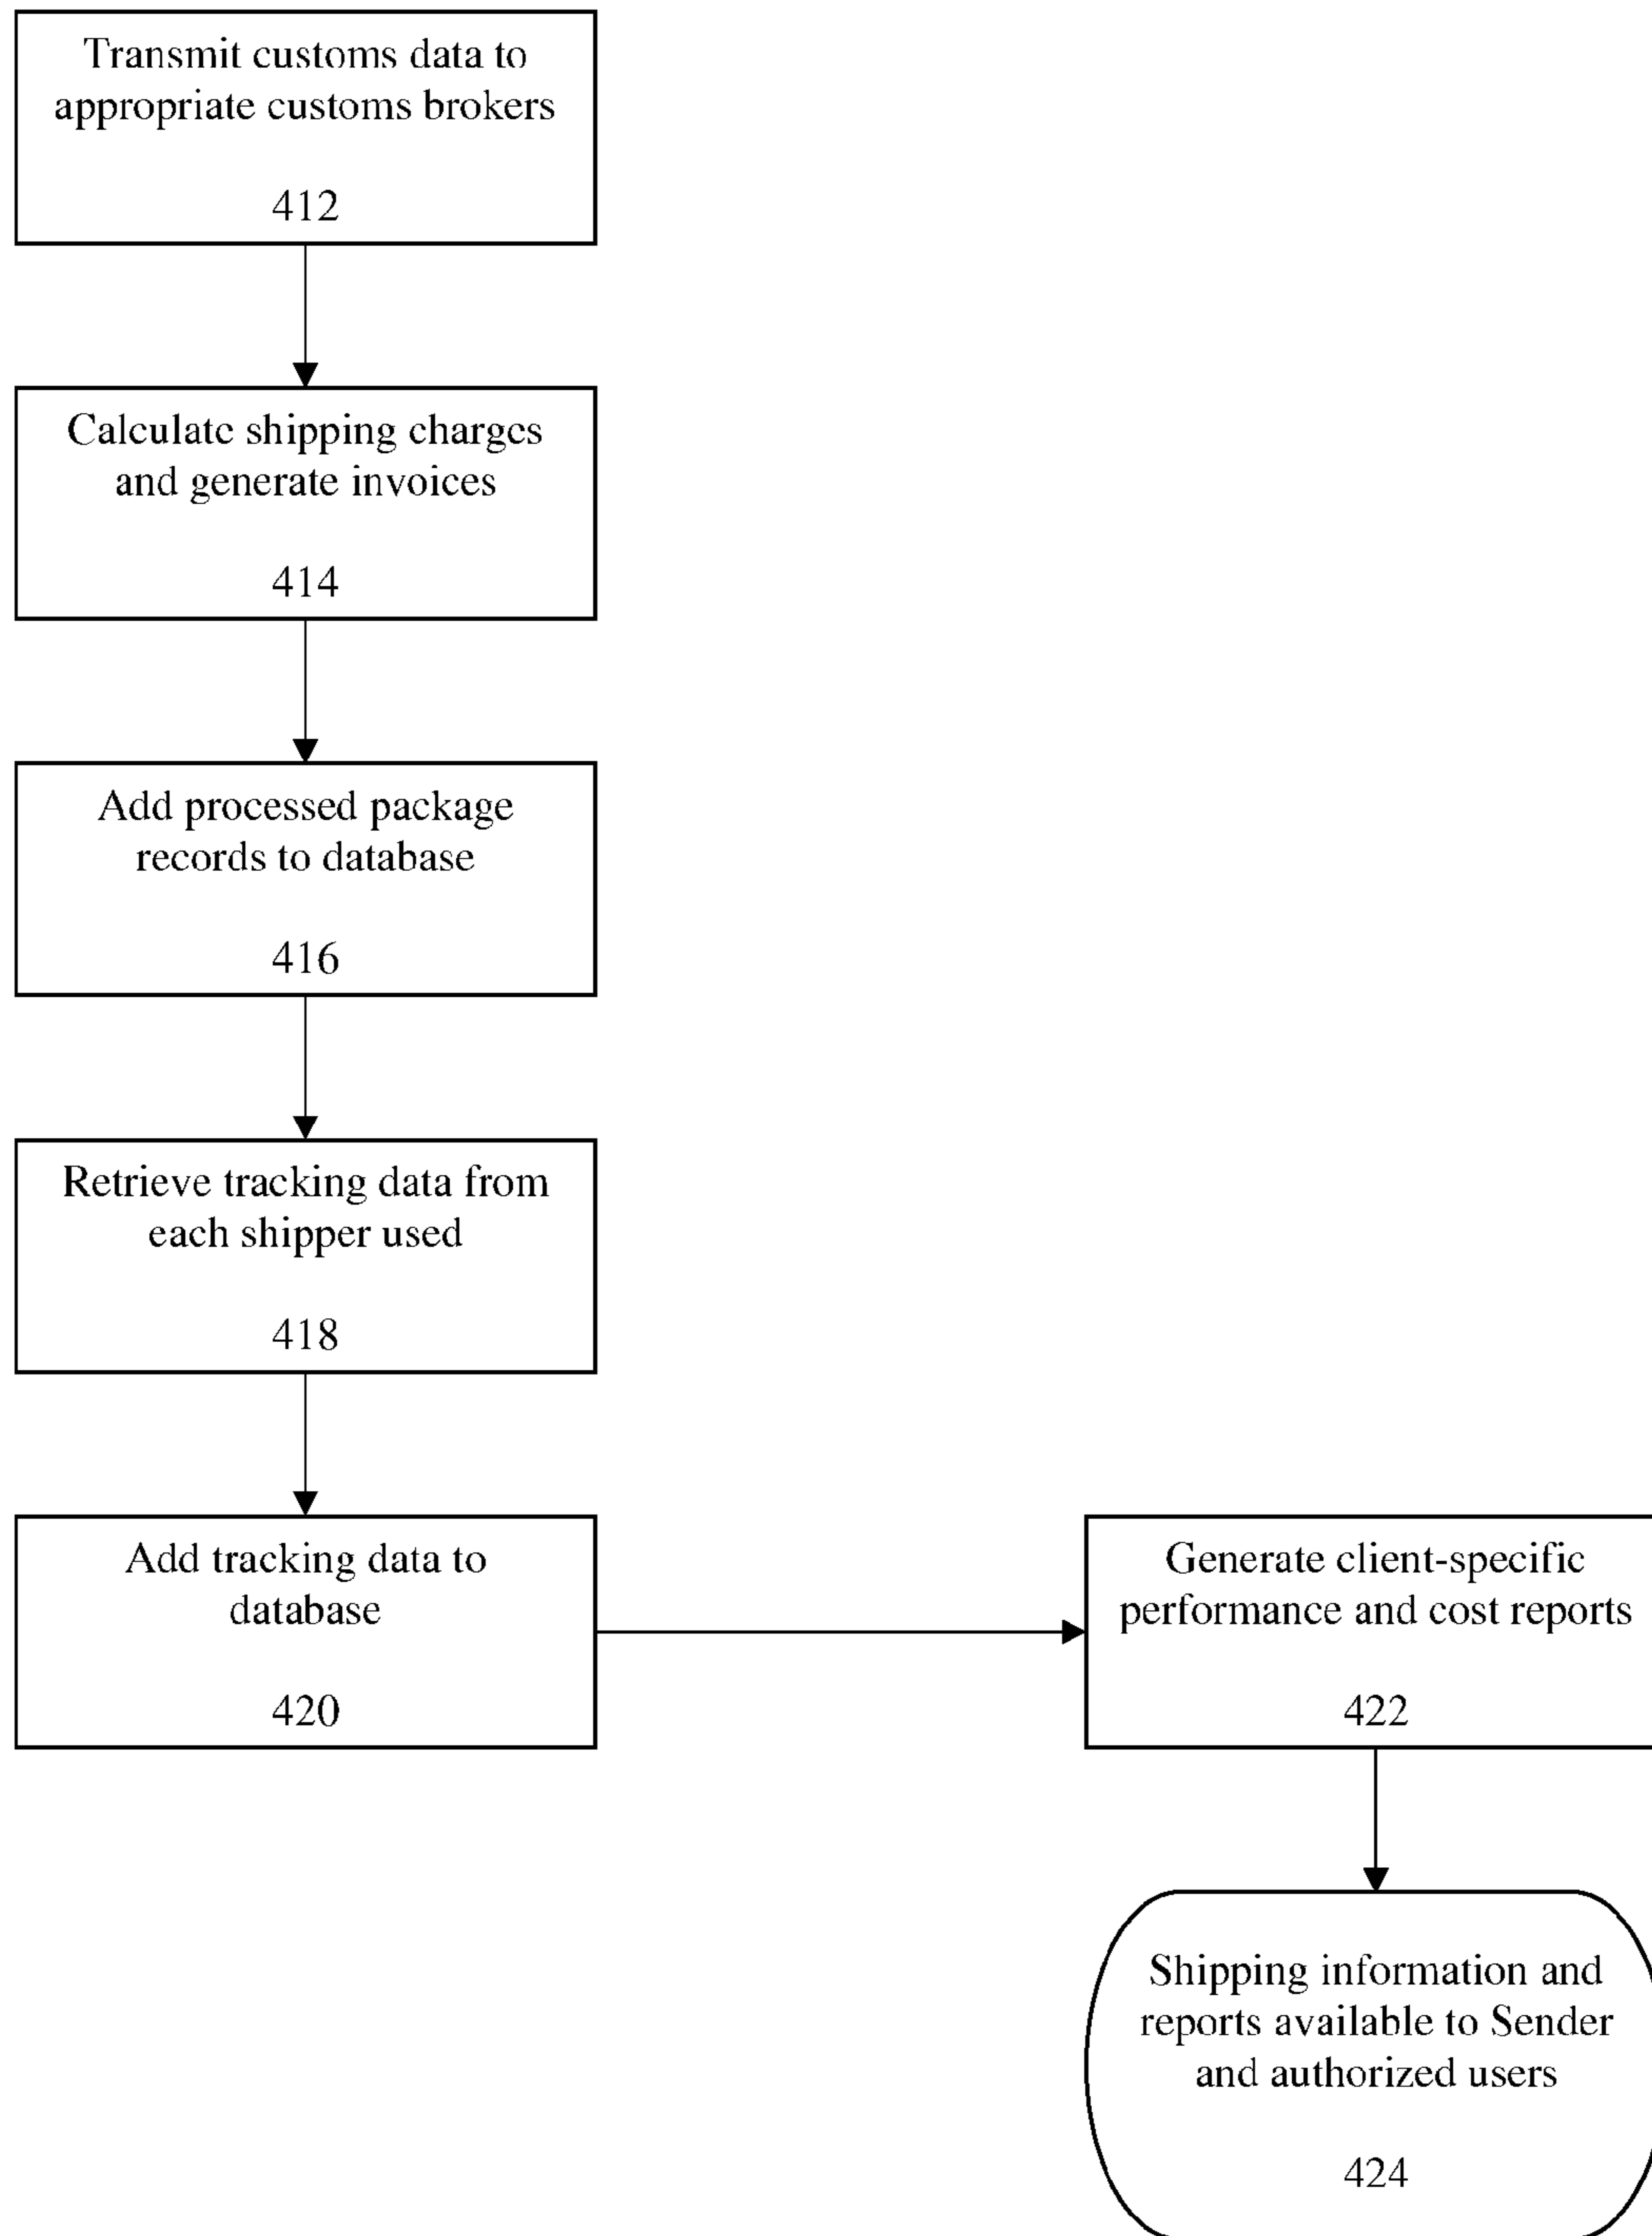 Transmit customs data to
appropriate customs brokers
412
Calculate shipping charges
and generate invoices
414
Add processed package
records to database
416
Retrieve tracking data from
each shipper used
418
Add tracking data to
database
420
Generate client-specific
performance and cost reports
422
Shipping information and
reports available to Sender
and authorized users
424